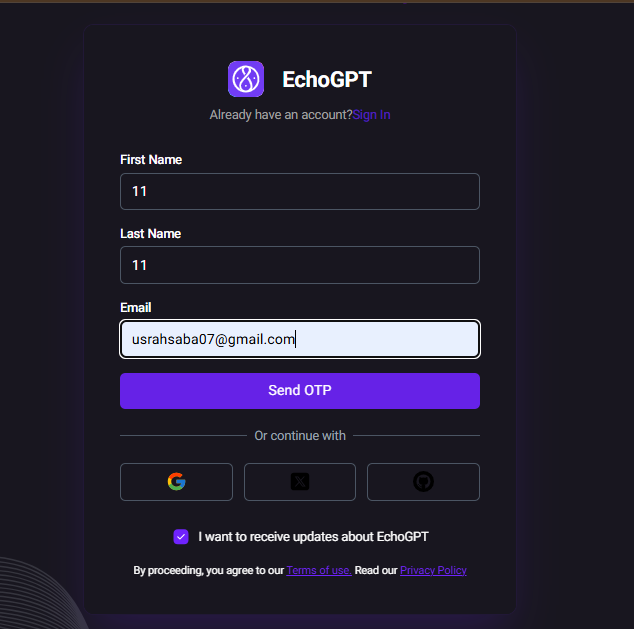 EchoGPT
Already have an account?Sign In
First Name
11
Last Name
11
Email
usrahsaba07@gmail.com
Send OTP
Or continue with
I want to receive updates about EchoGPT
By proceeding, you agree to our Terms of use. Read our Privacy Policy